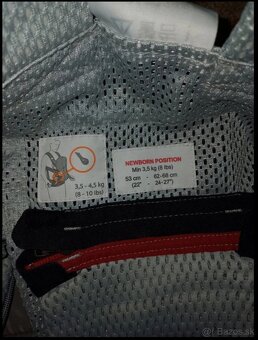 NEWBORN POSITION
Min 3,5 kg (8 lbs)
53 cm - 62-68 cm
(22" - 24-27")
3,5 - 4,5 kg
(8 - 10 lbs)
Bazos.sk